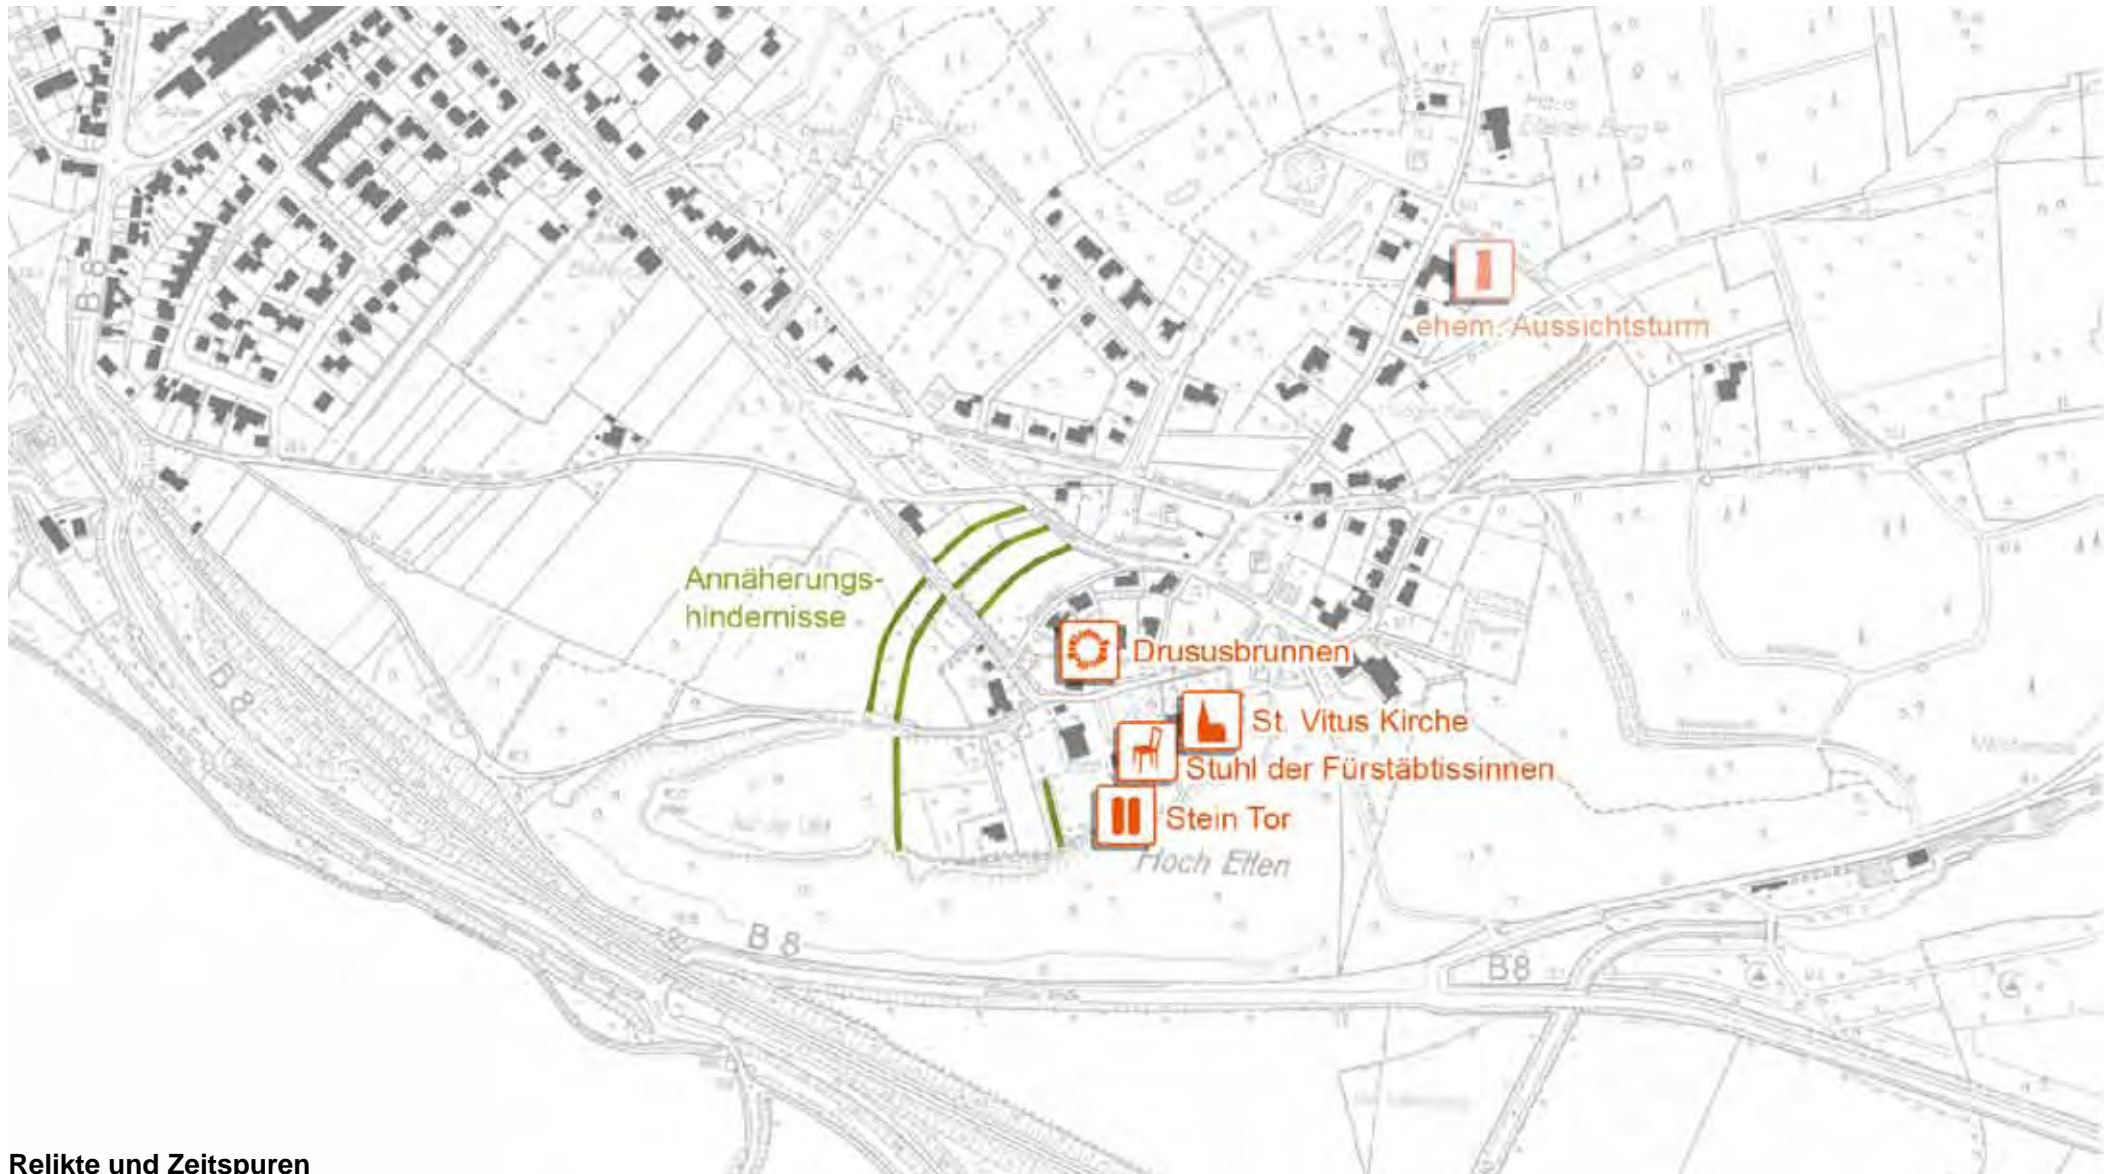 B 8
ehem. Aussichtsturm
Annäherungs-
hindernisse
Drususbrunnen
B 8
St. Vitus Kirche
Stuhl der Fürstäbtissinnen
Stein Tor
Hoch Elten
B 8
B8
Relikte und Zeitspuren